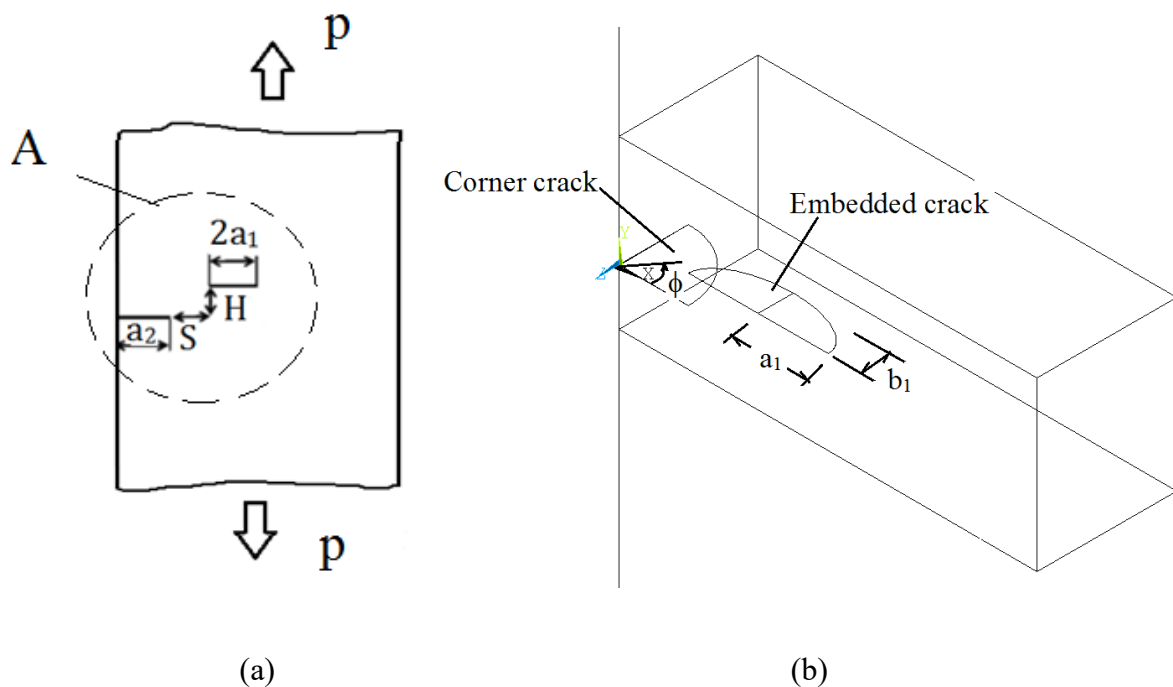 p
A
2a₁
H
a₂
S
p
(a)
Corner crack
Embedded crack
Y
X
Z
ϕ
a₁
b₁
(b)